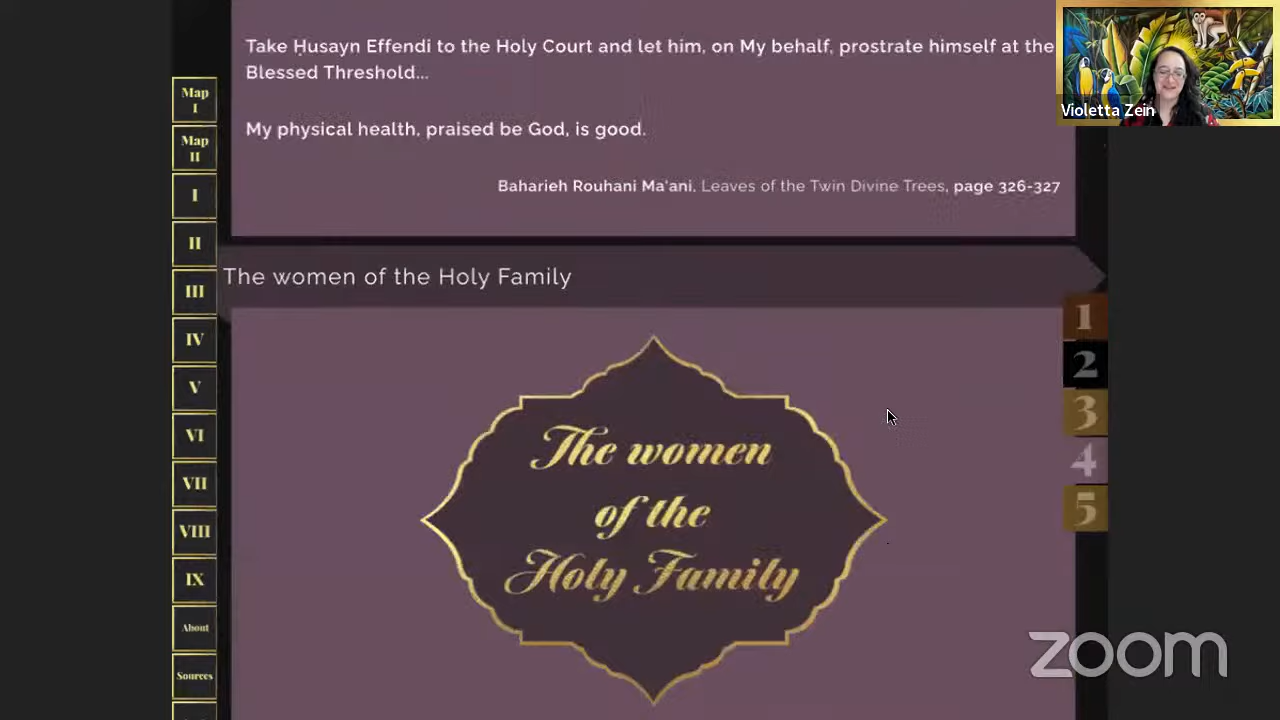 Take Ḥusayn Effendi to the Holy Court and let him, on My behalf, prostrate himself at the
Blessed Threshold...
My physical health, praised be God, is good.
Baharieh Rouhani Ma'ani, Leaves of the Twin Divine Trees, page 326-327
The women of the Holy Family
The women
of the
Holy Family
Map
I
Map
II
I
II
III
IV
V
VI
VII
VIII
IX
About
Sources
1
2
3
4
5
Violetta Zein
zoom